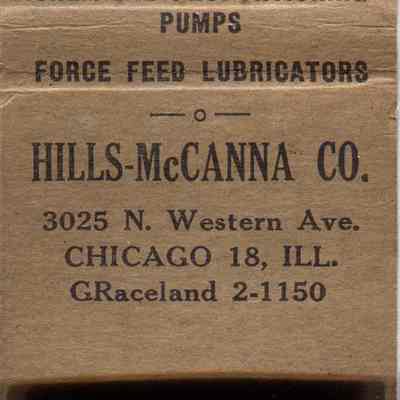 PUMPS
FORCE FEED LUBRICATORS
HILLS-McCANNA CO.
3025 N. Western Ave.
CHICAGO 18, ILL.
GRaceland 2-1150